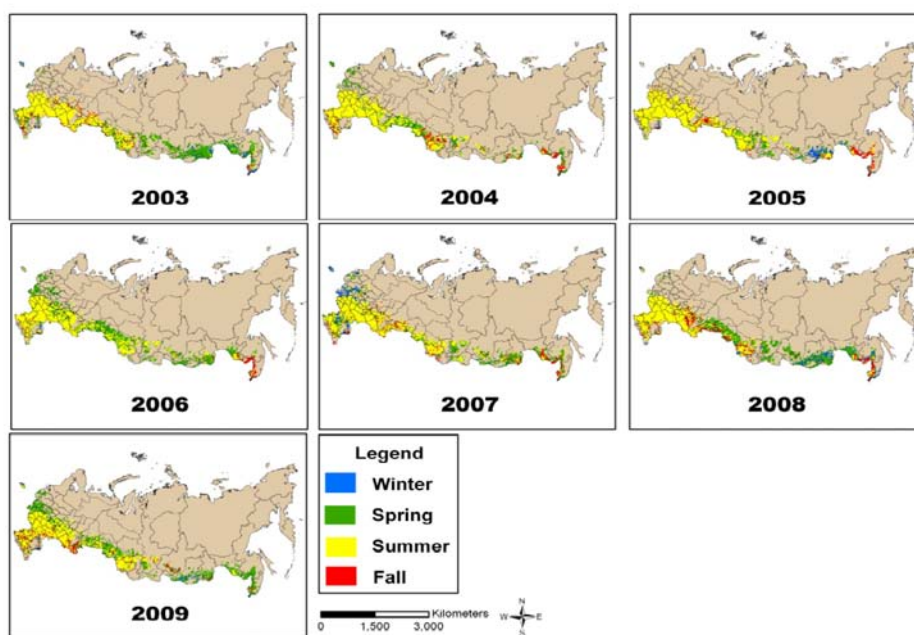 2003
2004
2005
2006
2007
2008
2009
Legend
Winter
Spring
Summer
Fall
Kilometers
0 1,500 3,000
N
W E
S